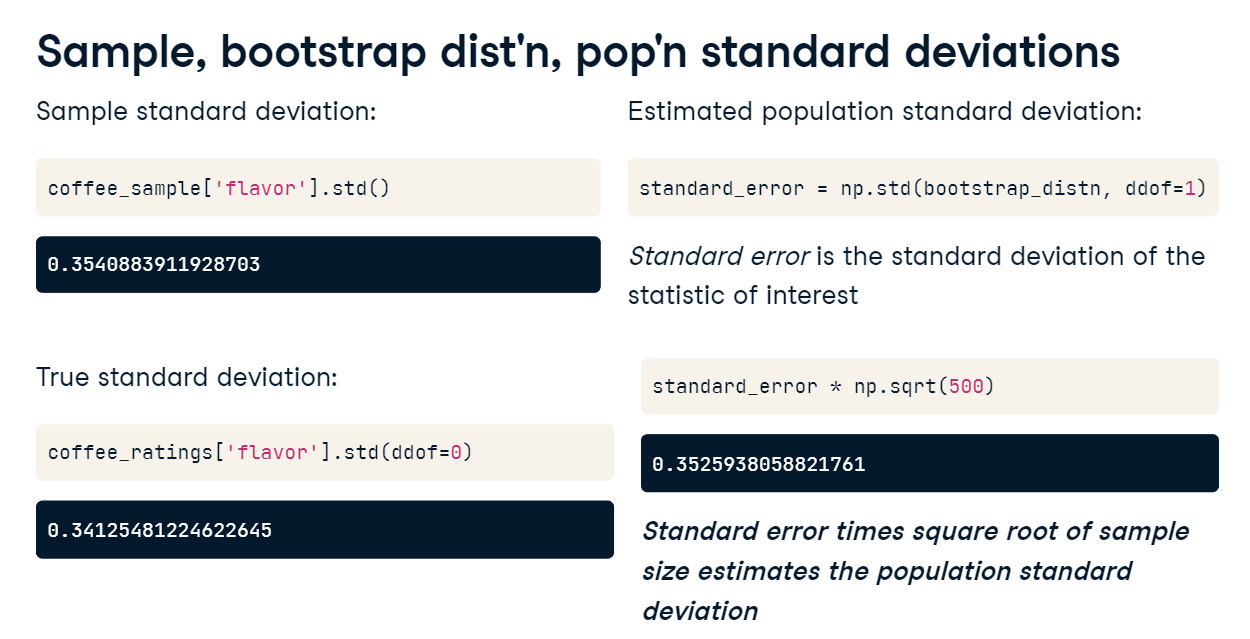 Sample, bootstrap dist'n, pop'n standard deviations
Sample standard deviation:
coffee_sample['flavor'].std()
0.3540883911928703
True standard deviation:
coffee_ratings['flavor'].std(ddof=0)
0.34125481224622645
Estimated population standard deviation:
standard_error = np.std(bootstrap_distn, ddof=1)
Standard error is the standard deviation of the
statistic of interest
standard_error * np.sqrt(500)
0.3525938058821761
Standard error times square root of sample
size estimates the population standard
deviation